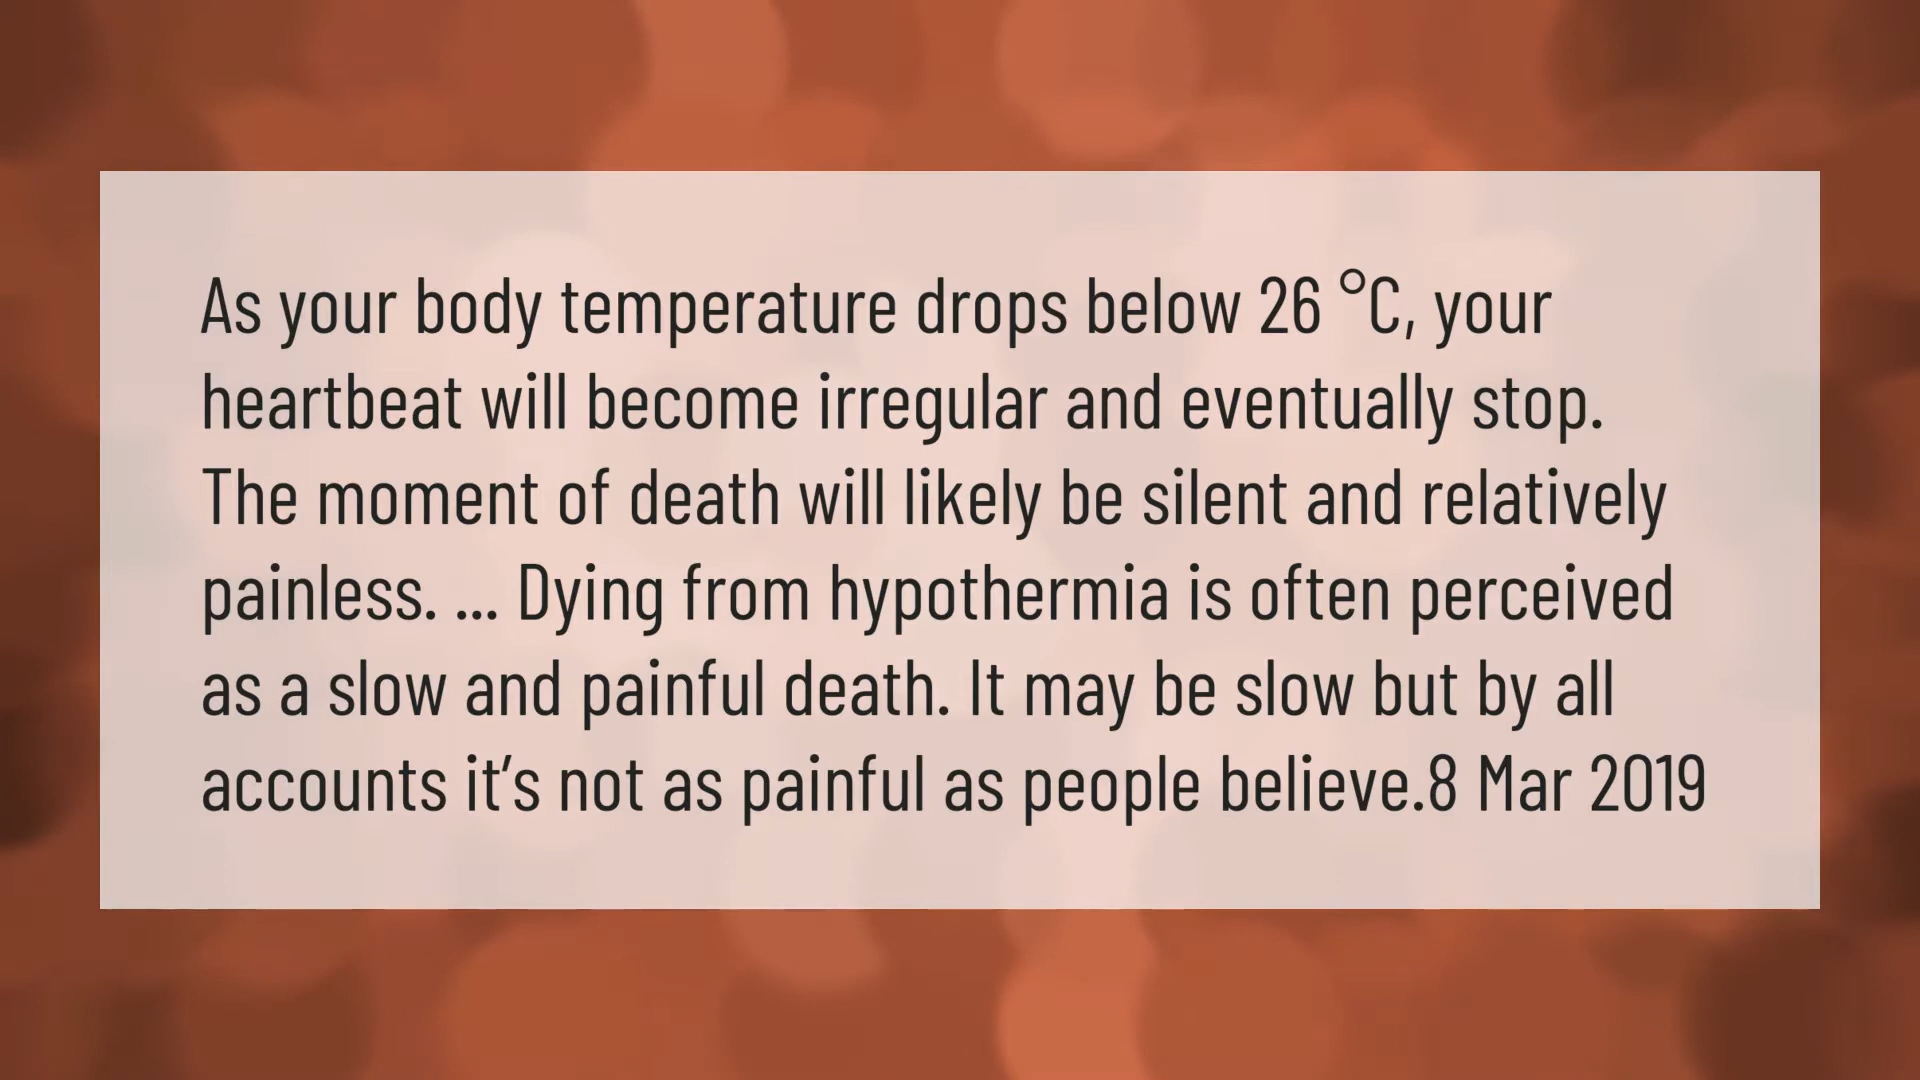 As your body temperature drops below 26 °C, your
heartbeat will become irregular and eventually stop.
The moment of death will likely be silent and relatively
painless. ... Dying from hypothermia is often perceived
as a slow and painful death. It may be slow but by all
accounts it's not as painful as people believe.8 Mar 2019